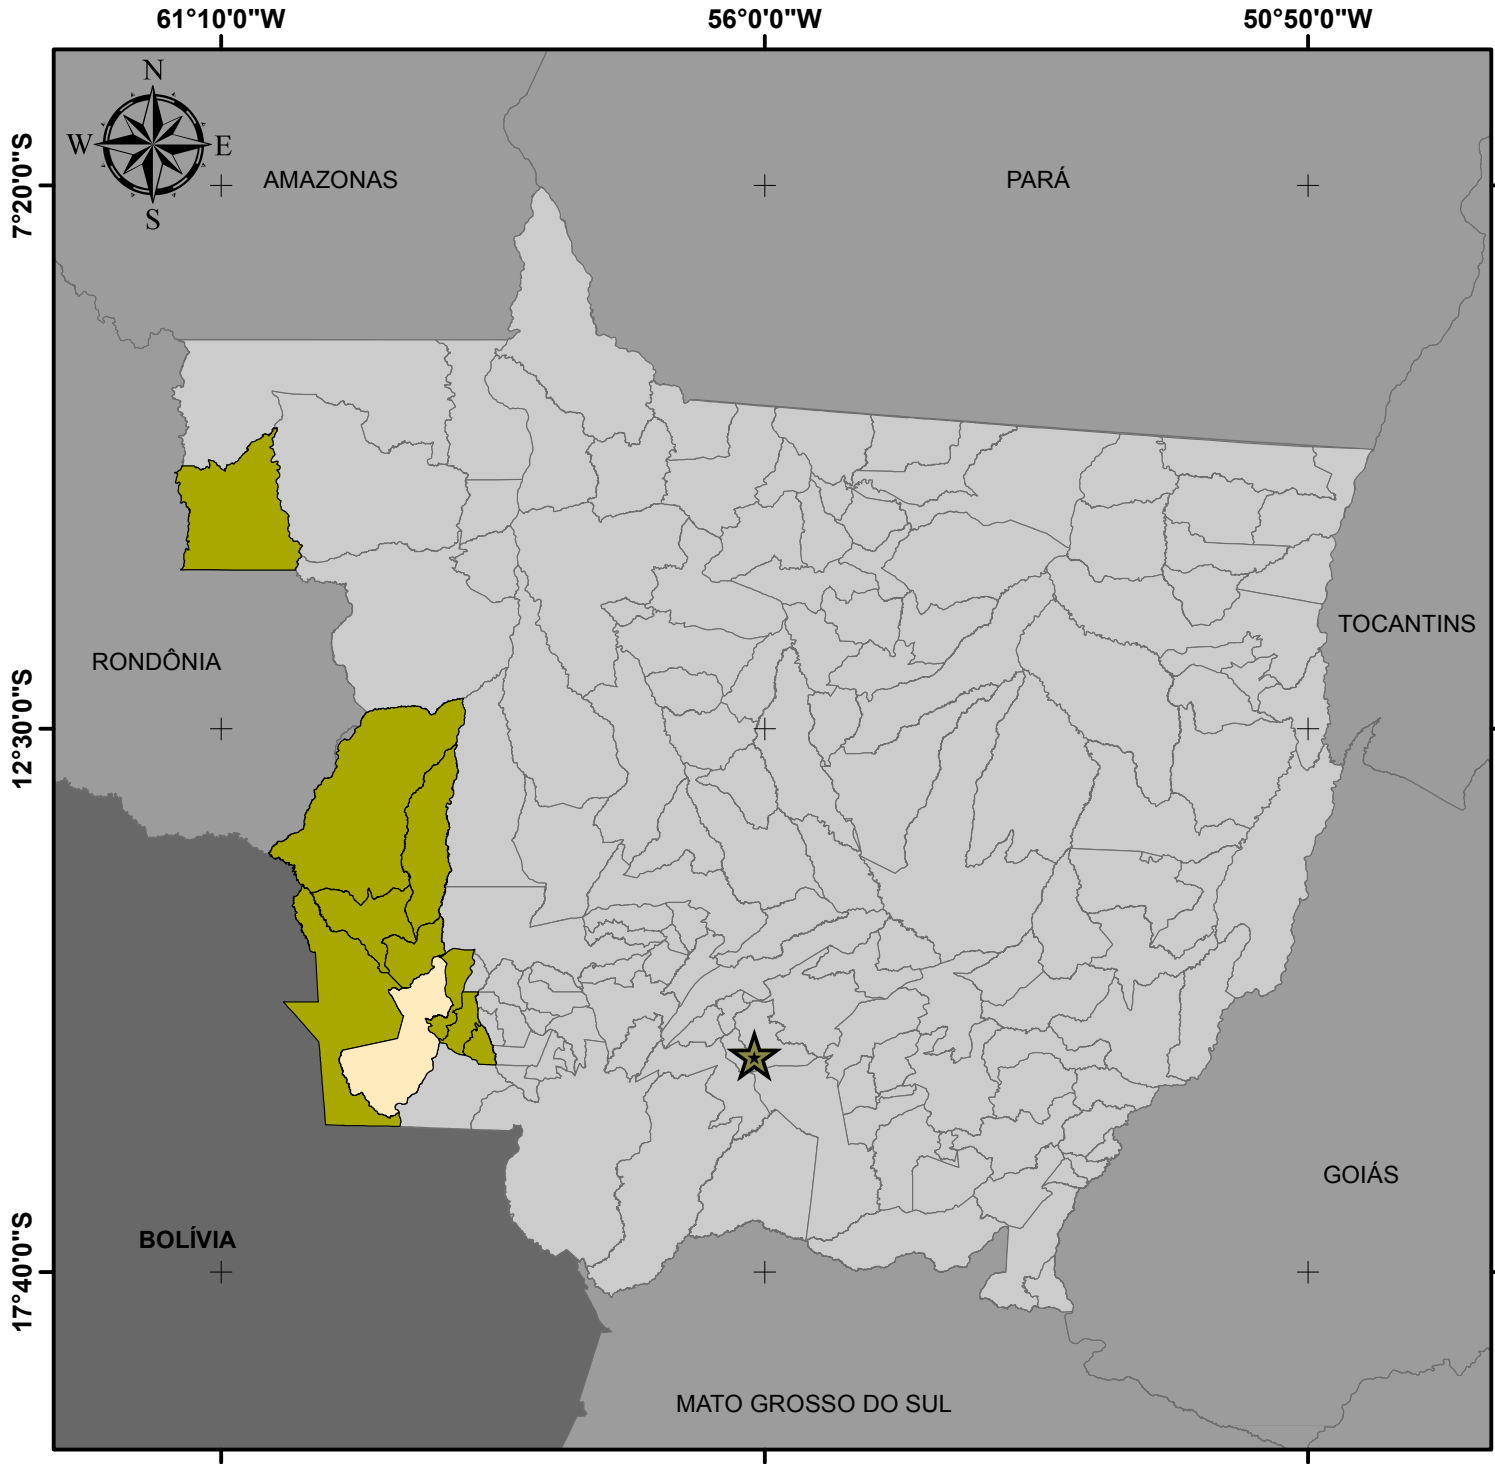 61°10'0"W
56°0'0"W
50°50'0"W
N
W
E
S
7°20'0"S
AMAZONAS
PARÁ
TOCANTINS
RONDÔNIA
12°30'0"S
GOIÁS
BOLÍVIA
17°40'0"S
MATO GROSSO DO SUL